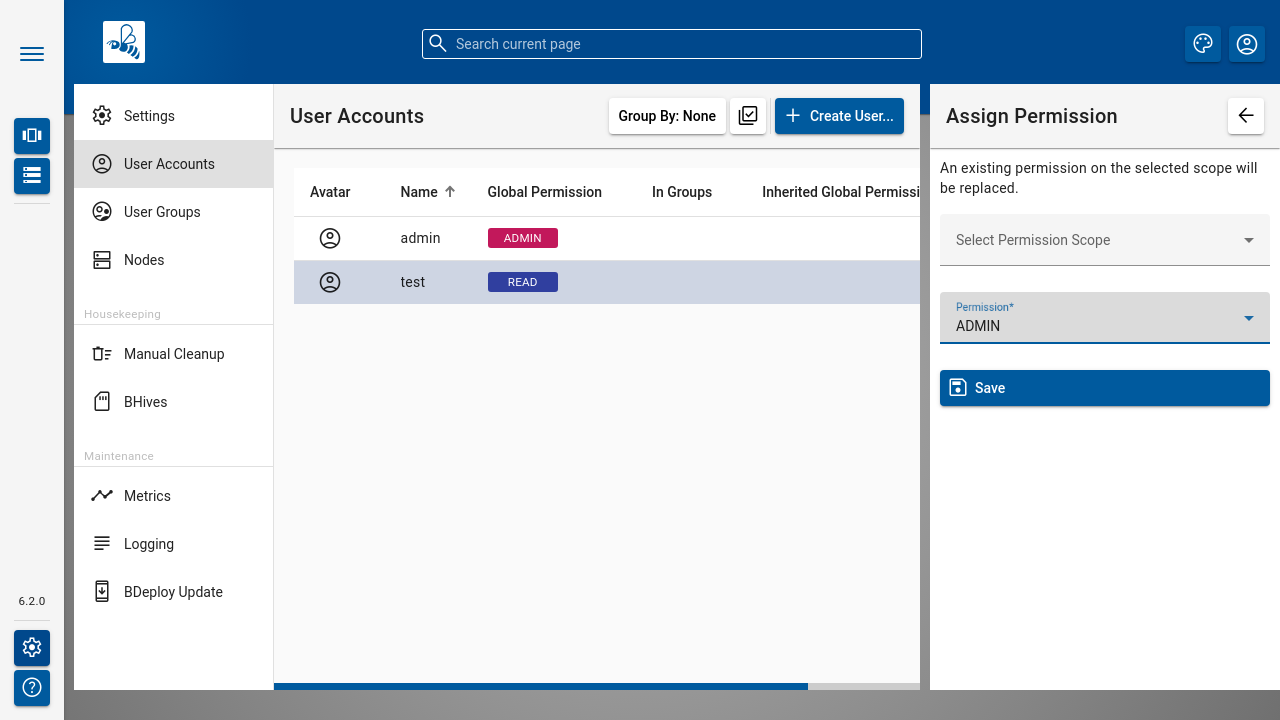 Search current page
Settings
User Accounts
User Groups
Nodes
Housekeeping
Manual Cleanup
BHives
Maintenance
Metrics
Logging
BDeploy Update
6.2.0
User Accounts
Group By: None
Create User...
Avatar Name Global Permission In Groups Inherited Global Permissi
admin ADMIN
test READ
Assign Permission
An existing permission on the selected scope will
be replaced.
Select Permission Scope
Permission*
ADMIN
Save